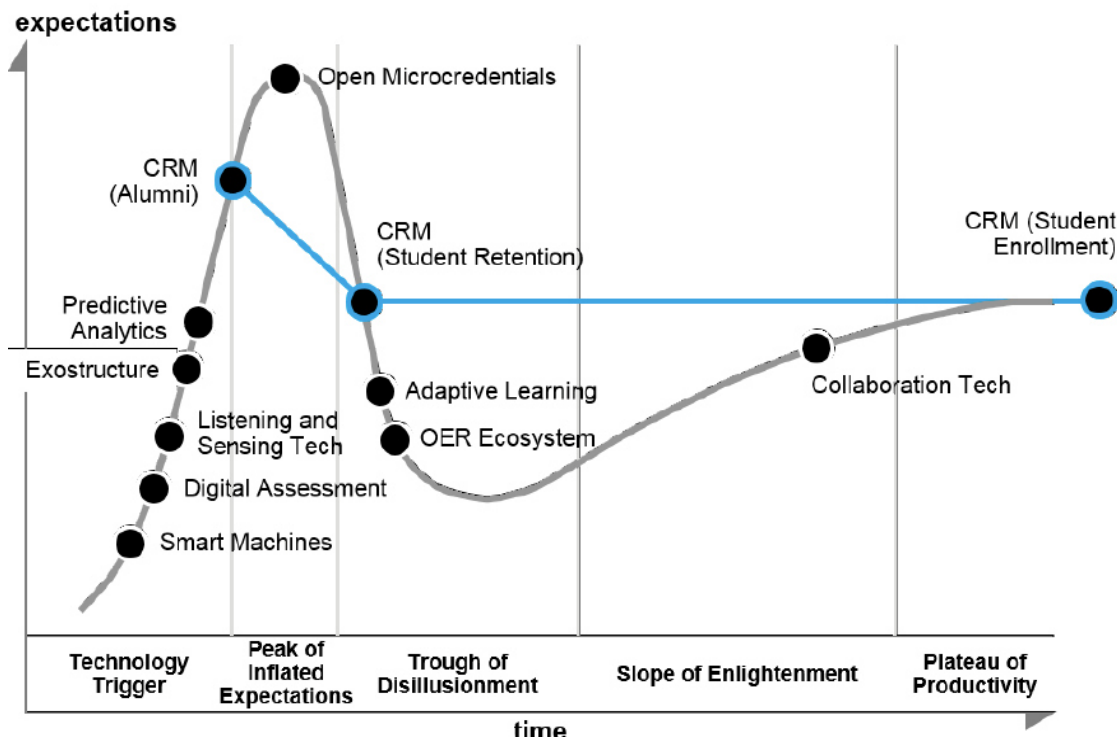 expectations
Open Microcredentials
CRM
(Alumni)
CRM
(Student Retention)
CRM (Student
Enrollment)
Predictive
Analytics
Exostructure
Adaptive Learning
Collaboration Tech
Listening and
Sensing Tech
OER Ecosystem
Digital Assessment
Smart Machines
Technology
Trigger
Peak of
Inflated
Expectations
Trough of
Disillusionment
Slope of Enlightenment
Plateau of
Productivity
time